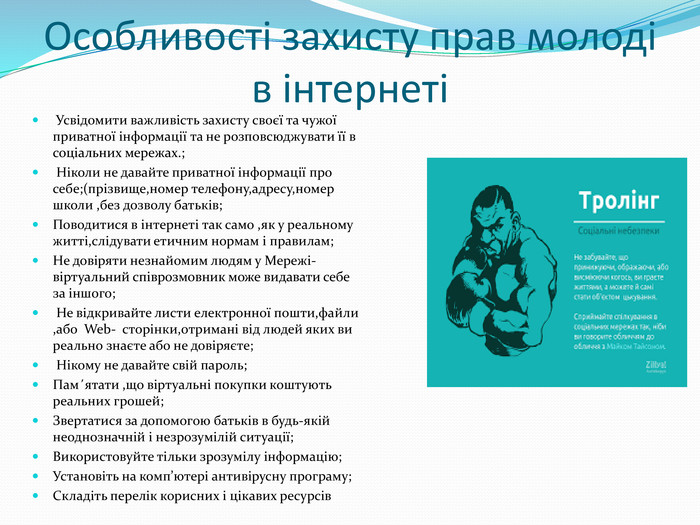 Особливості захисту прав молоді
в інтернеті
Усвідомити важливість захисту своєї та чужої
приватної інформації та не розповсюджувати її в
соціальних мережах.;
Ніколи не давайте приватної інформації про
себе;(прізвище,номер телефону,адресу,номер
школи ,без дозволу батьків;
Поводитися в інтернеті так само ,як у реальному
житті,слідувати етичним нормам і правилам;
Не довіряти незнайомим людям у Мережі-
віртуальний співрозмовник може видавати себе
за іншого;
Не відкривайте листи електронної пошти,файли
,або Web- сторінки,отримані від людей яких ви
реально знаєте або не довіряєте;
Нікому не давайте свій пароль;
Пам´ятати ,що віртуальні покупки коштують
реальних грошей;
Звертатися за допомогою батьків в будь-якій
неоднозначній і незрозумілій ситуації;
Використовуйте тільки зрозумілу інформацію;
Установіть на комп’ютері антивірусну програму;
Складіть перелік корисних і цікавих ресурсів
Тролінг
Соціальні небезпеки
Не забувайте, що
принижуючи, ображаючи, або
висміюючи когось, ви граєте
життями, а можете й самі
стати об'єктом цькування.
Сприймайте спілкування в
соціальних мережах так, ніби
ви говорите обличчям до
обличчя з Майком Тайсоном.